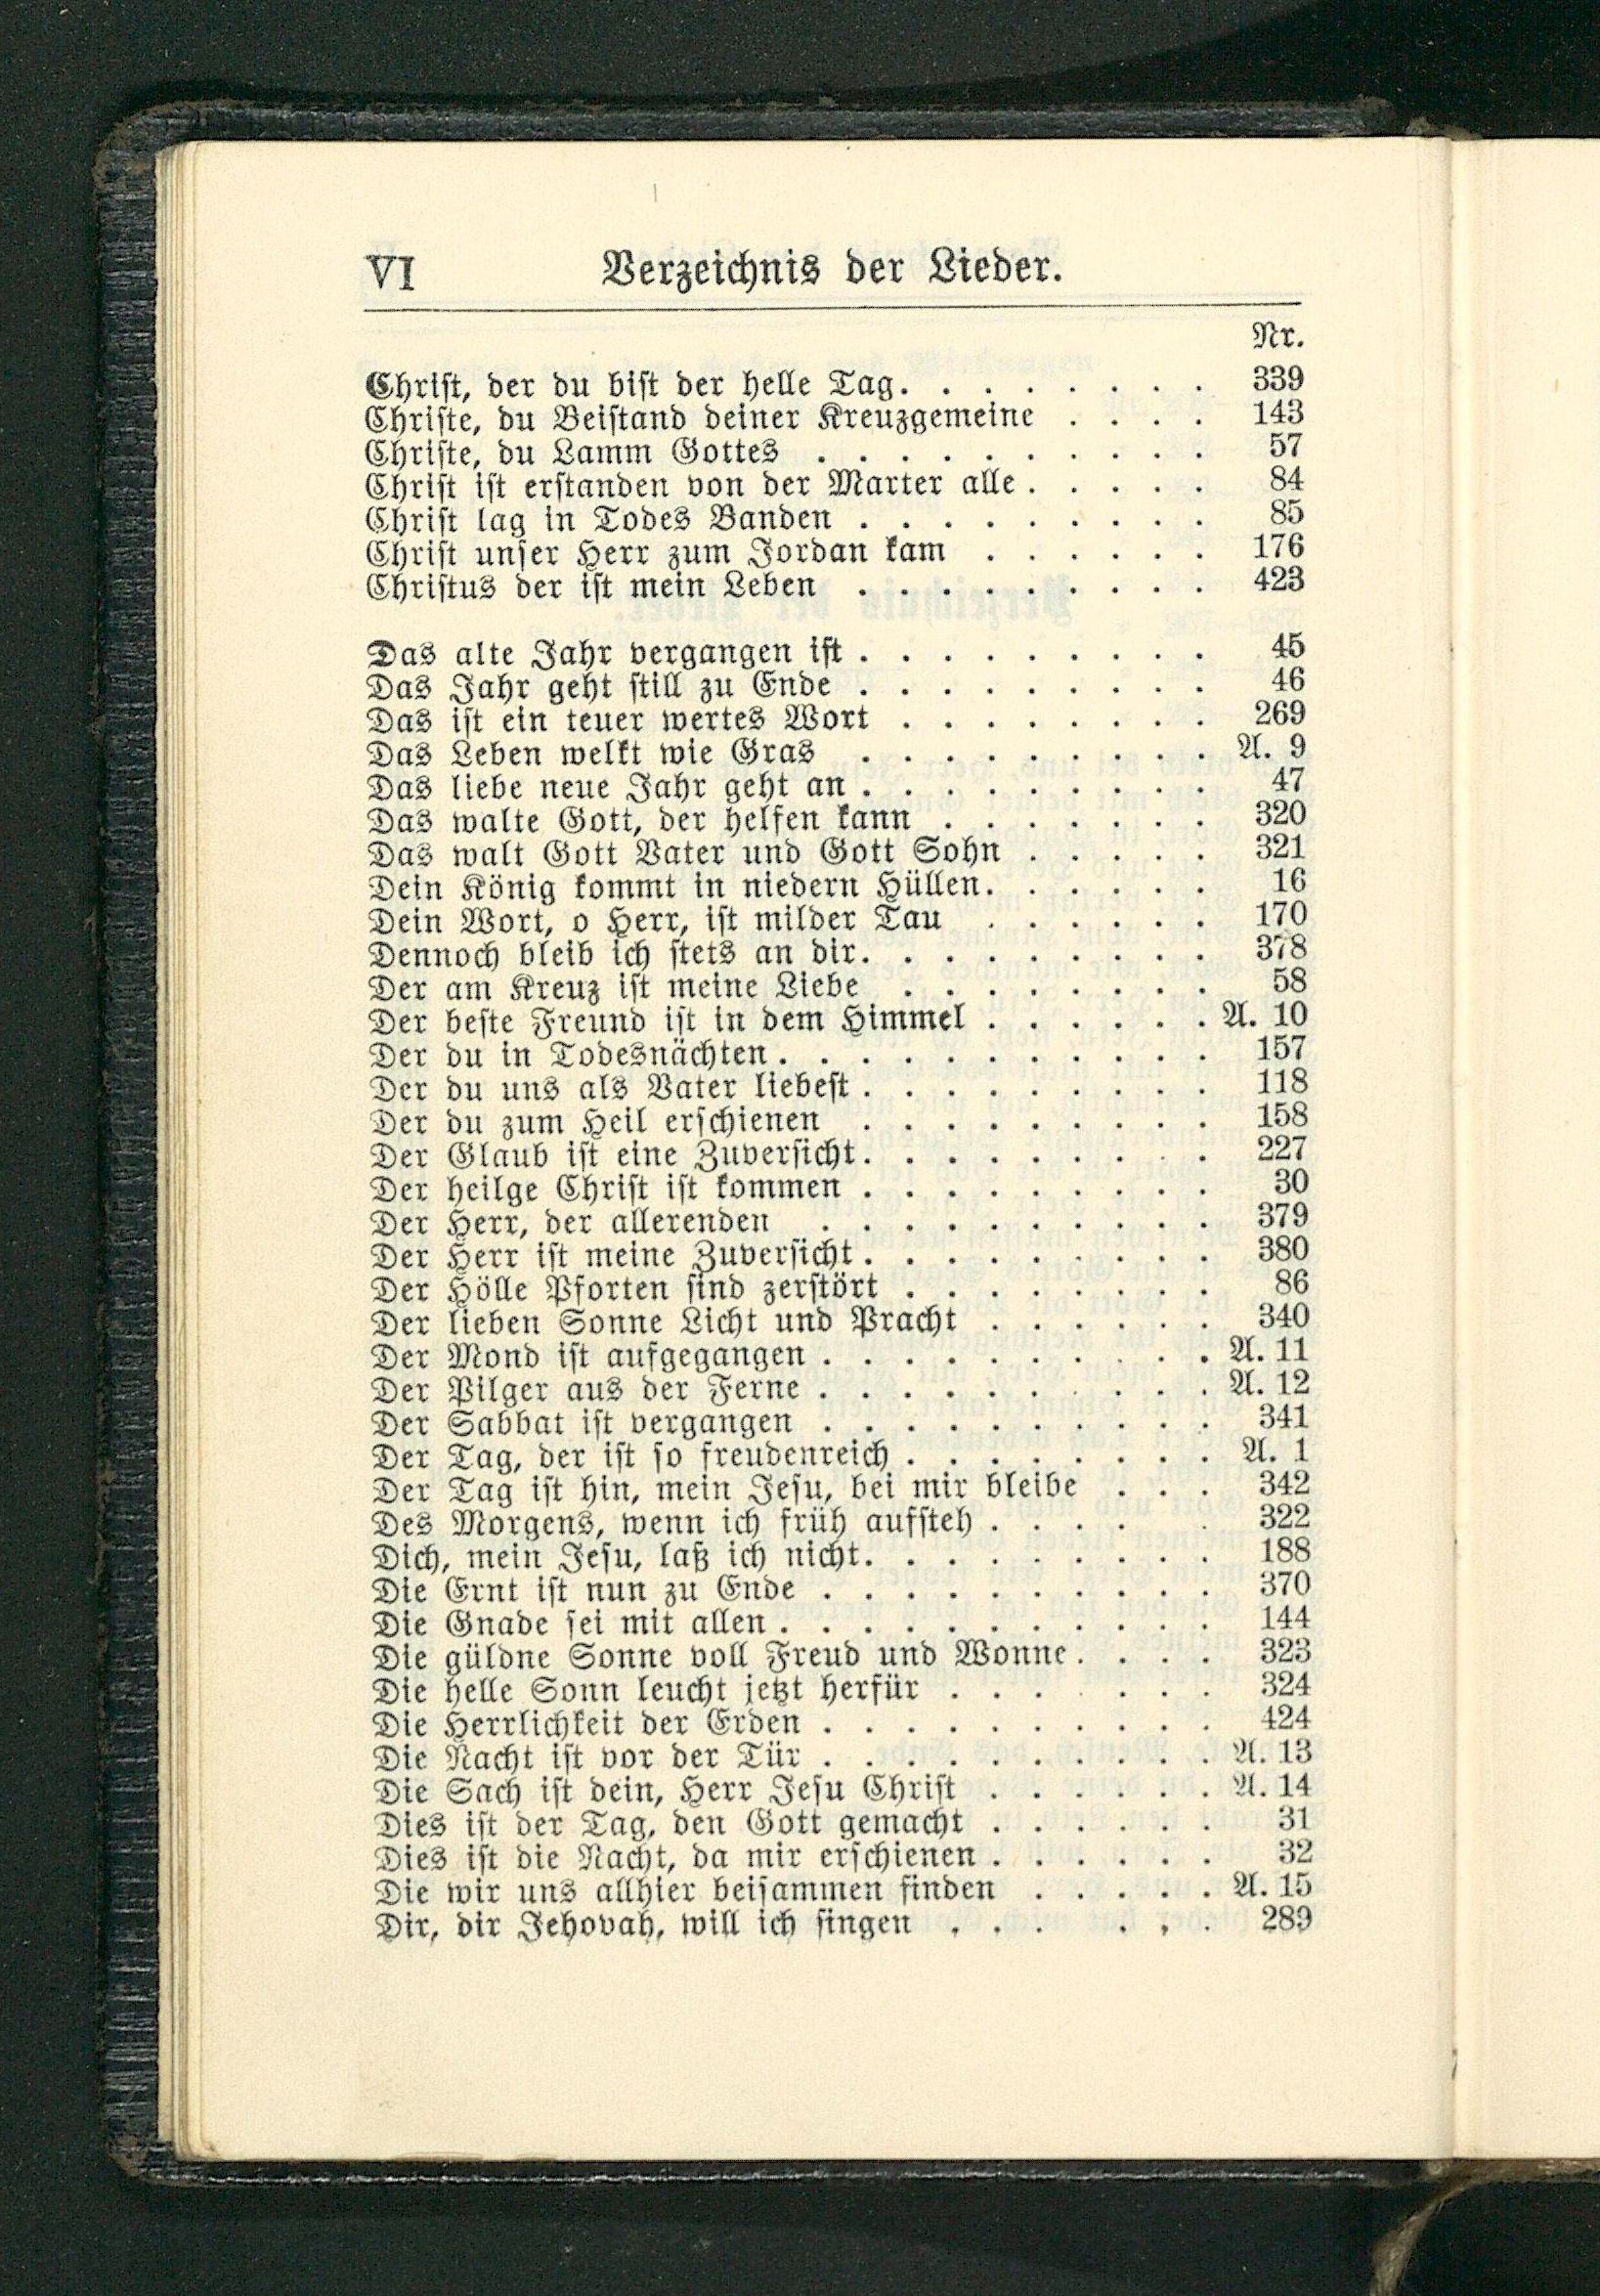 VI Verzeichnis der Lieder.
Nr.
Christ, der du bist der helle Tag. . . . . . . . 339
Christe, du Beistand deiner Kreuzgemeine . . . . 143
Christe, du Lamm Gottes . . . . . . . . . . 57
Christ ist erstanden von der Marter alle . . . . . 84
Christ lag in Todes Banden . . . . . . . . . 85
Christ unser Herr zum Jordan kam . . . . . . 176
Christus der ist mein Leben . . . . . . . . . 423
Das alte Jahr vergangen ist . . . . . . . . . 45
Das Jahr geht still zu Ende . . . . . . . . . 46
Das ist ein teuer wertes Wort . . . . . . . . 269
Das Leben welkt wie Gras . . . . . . . . . A. 9
Das liebe neue Jahr geht an . . . . . . . . . 47
Das walte Gott, der helfen kann . . . . . . . 320
Das walt Gott Vater und Gott Sohn . . . . . 321
Dein König kommt in niedern Hüllen. . . . . . 16
Dein Wort, o Herr, ist milder Tau . . . . . . 170
Dennoch bleib ich stets an dir. . . . . . . . . 378
Der am Kreuz ist meine Liebe . . . . . . . . 58
Der beste Freund ist in dem Himmel . . . . . . A. 10
Der du in Todesnächten . . . . . . . . . . . 157
Der du uns als Vater liebest . . . . . . . . . 118
Der du zum Heil erschienen . . . . . . . . . 158
Der Glaub ist eine Zuversicht. . . . . . . . . 227
Der heilge Christ ist kommen . . . . . . . . . 30
Der Herr, der allerenden . . . . . . . . . . 379
Der Herr ist meine Zuversicht . . . . . . . . . 380
Der Hölle Pforten sind zerstört . . . . . . . . 86
Der lieben Sonne Licht und Pracht . . . . . . 340
Der Mond ist aufgegangen . . . . . . . . . . A. 11
Der Pilger aus der Ferne . . . . . . . . . . A. 12
Der Sabbat ist vergangen . . . . . . . . . . 341
Der Tag, der ist so freudenreich . . . . . . . . A. 1
Der Tag ist hin, mein Jesu, bei mir bleibe . . . 342
Des Morgens, wenn ich früh aufsteh . . . . . 322
Dich, mein Jesu, laß ich nicht. . . . . . . . . 188
Die Ernt ist nun zu Ende . . . . . . . . . . 370
Die Gnade sei mit allen . . . . . . . . . . . 144
Die güldne Sonne voll Freud und Wonne. . . . 323
Die helle Sonn leucht jetzt herfür . . . . . . . 324
Die Herrlichkeit der Erden . . . . . . . . . . 424
Die Nacht ist vor der Tür . . . . . . . . . . A. 13
Die Sach ist dein, Herr Jesu Christ . . . . . . A. 14
Dies ist der Tag, den Gott gemacht . . . . . . 31
Dies ist die Nacht, da mir erschienen . . . . . . 32
Die wir uns allhier beisammen finden . . . . . A. 15
Dir, dir Jehovah, will ich singen . . . . . . 289